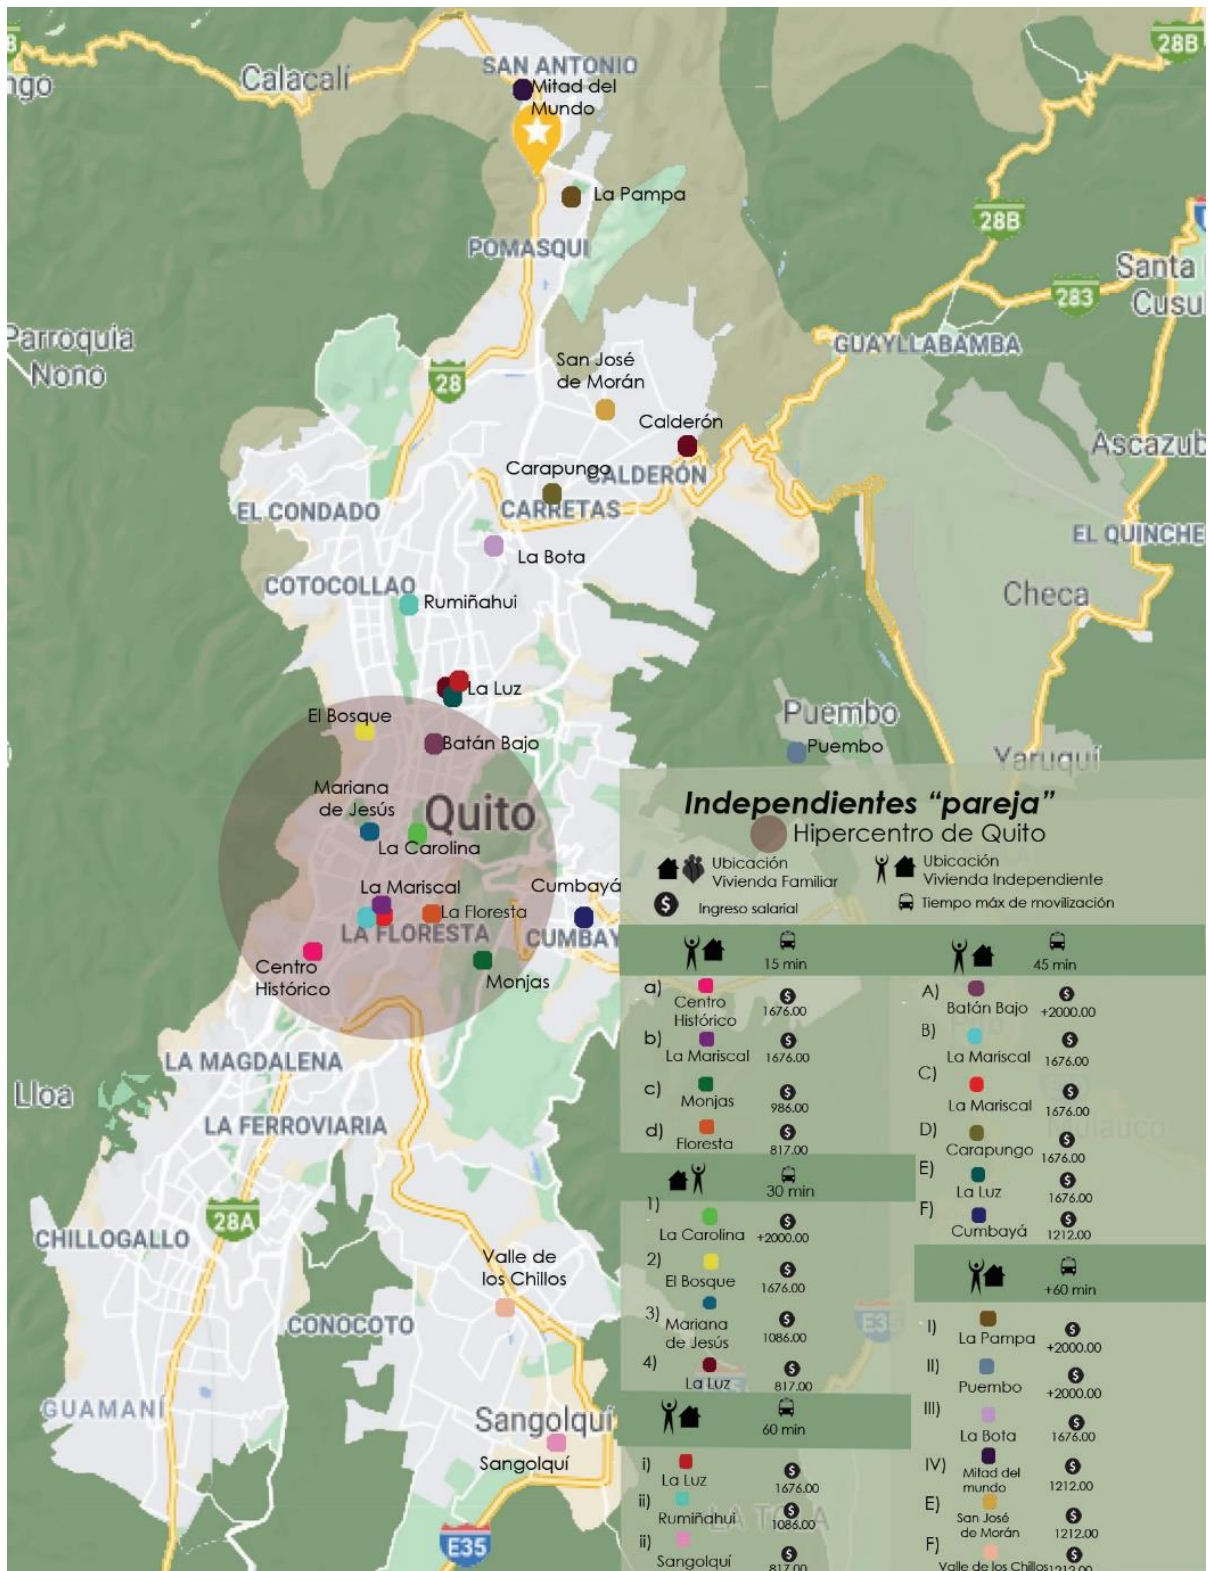 28B
Calacalí
SAN ANTONIO
Mitad del
Mundo
ngo
La Pampa
28B
POMASQUI
Santa
283
Cusu
Parroquia
Nono
GUAYLLABAMBA
San José
de Morán
28
Calderón
Ascazub
Carapungo
CALDERÓN
EL CONDADO
CARRETAS
EL QUINCHE
La Bota
COTOCOLLAO
Rumiñahui
Checa
La Luz
El Bosque
Puembo
Batán Bajo
Puembo
Yaruquí
Mariana
de Jesús
Quito
La Carolina
La Mariscal
Cumbayá
La Floresta
LA FLORESTA
CUMBAY
Centro
Histórico
Monjas
LA MAGDALENA
Lloa
LA FERROVIARIA
28A
CHILLOGALLO
Valle de
los Chillos
CONOCOTO
GUAMANÍ
Sangolquí
Sangolquí
E35
Independientes "pareja"
Hipercentro de Quito
Ubicación
Vivienda Familiar
Ubicación
Vivienda Independiente
Ingreso salarial
Tiempo máx de movilización
15 min
a)
Centro
Histórico
1676.00
b)
La Mariscal
1676.00
c)
Monjas
986.00
d)
Floresta
817.00
30 min
1)
La Carolina
+2000.00
2)
El Bosque
1676.00
3)
Mariana
de Jesús
1086.00
4)
La Luz
817.00
60 min
i)
La Luz
1676.00
ii)
Rumiñahui
1086.00
ii)
Sangolquí
817.00
45 min
A)
Batán Bajo
+2000.00
B)
La Mariscal
1676.00
C)
La Mariscal
1676.00
Mulauco
D)
Carapungo
1676.00
E)
La Luz
1676.00
F)
Cumbayá
1212.00
+60 min
E35
I)
La Pampa
+2000.00
II)
Puembo
+2000.00
III)
La Bota
1676.00
IV)
Mitad del
mundo
1212.00
E)
San José
de Morán
1212.00
F)
Valle de los Chillos
1212.00